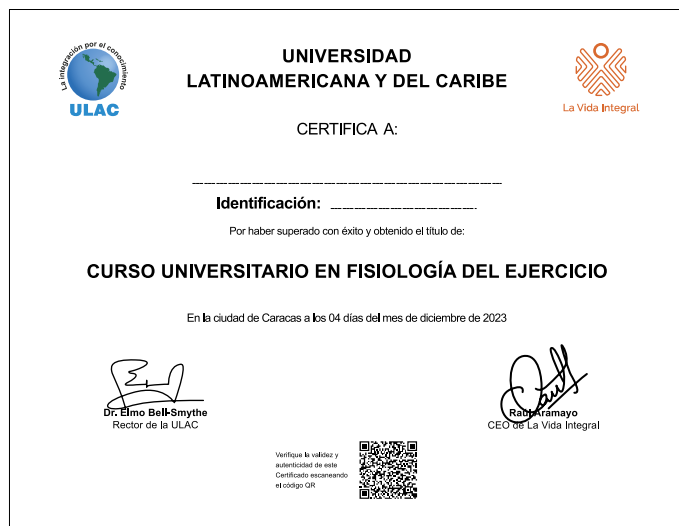 La integración por el conocimiento
ULAC
UNIVERSIDAD
LATINOAMERICANA Y DEL CARIBE
La Vida Integral
CERTIFICA A:
Identificación:
Por haber superado con éxito y obtenido el título de:
CURSO UNIVERSITARIO EN FISIOLOGÍA DEL EJERCICIO
En la ciudad de Caracas a los 04 días del mes de diciembre de 2023
Dr. Elmo Bell-Smythe
Rector de la ULAC
Raúl Aramayo
CEO de La Vida Integral
Verifique la validez y
autenticidad de este
Certificado escaneando
el código QR